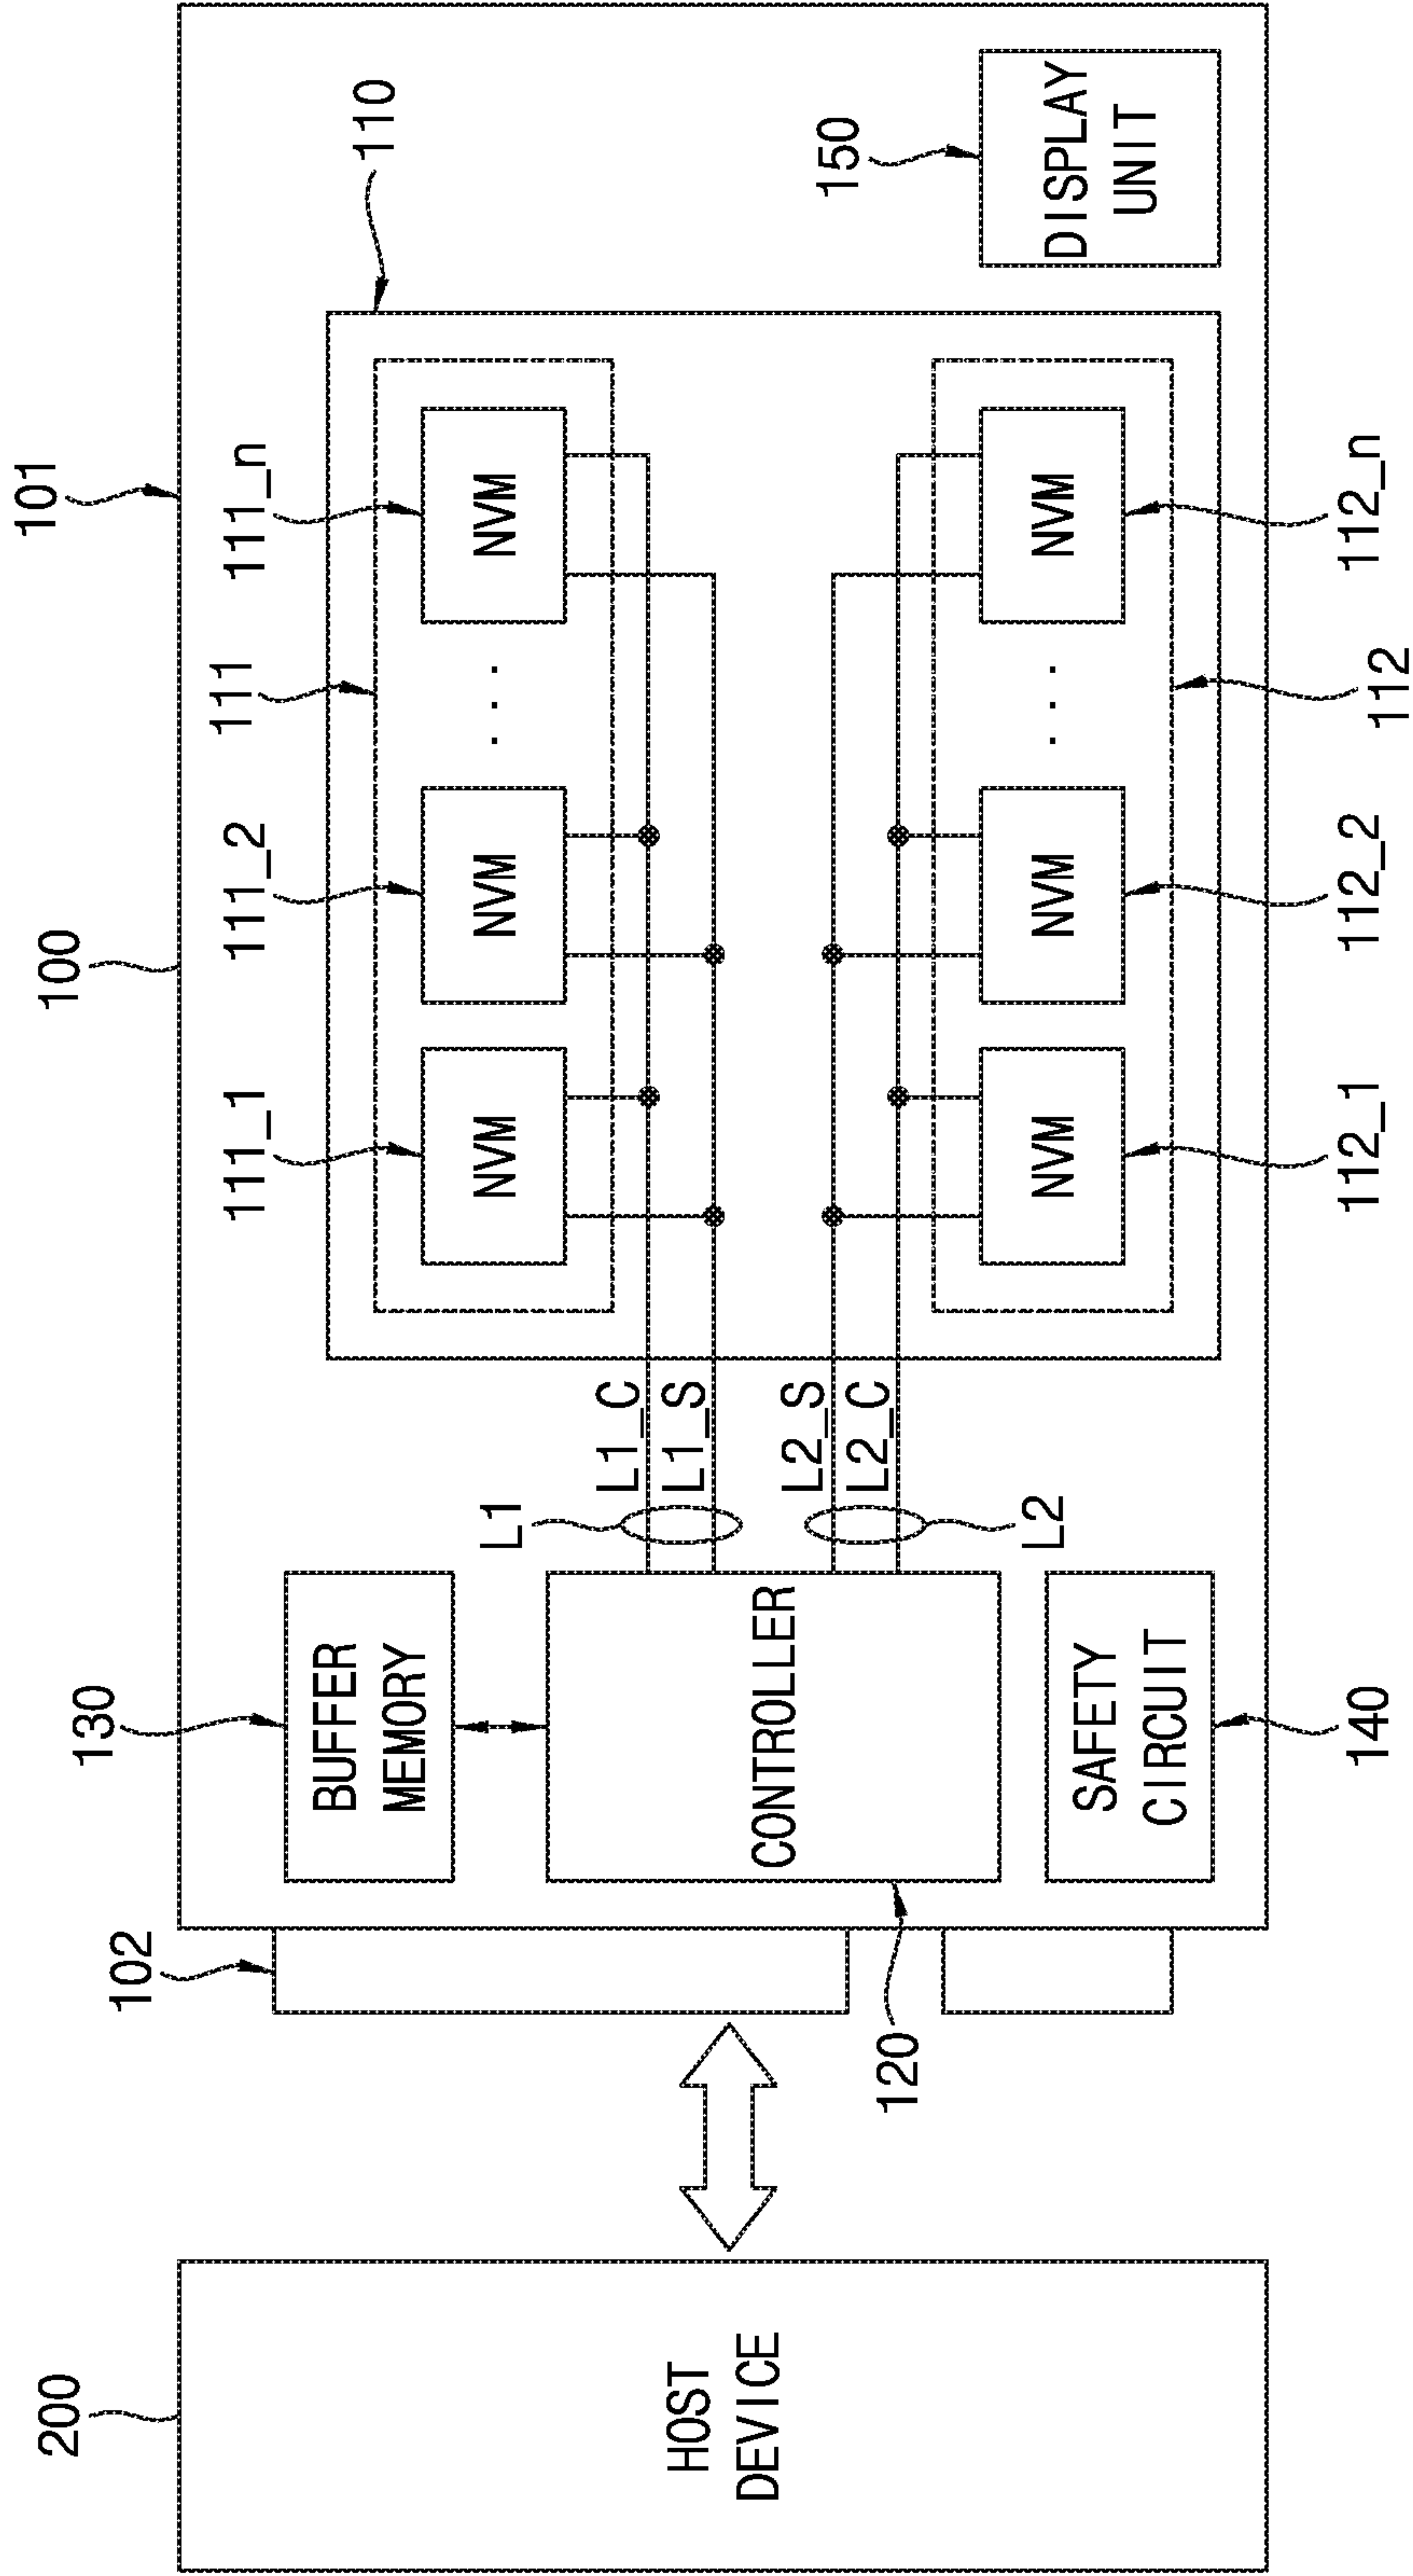 101
100
110
111_1
111_2
111
111_n
NVM
NVM
. . .
NVM
200
102
130
BUFFER
MEMORY
L1
L1_C
L1_S
HOST
DEVICE
CONTROLLER
L2_S
L2_C
L2
120
150
DISPLAY
UNIT
NVM
NVM
. . .
NVM
SAFETY
CIRCUIT
140
112_1
112_2
112
112_n